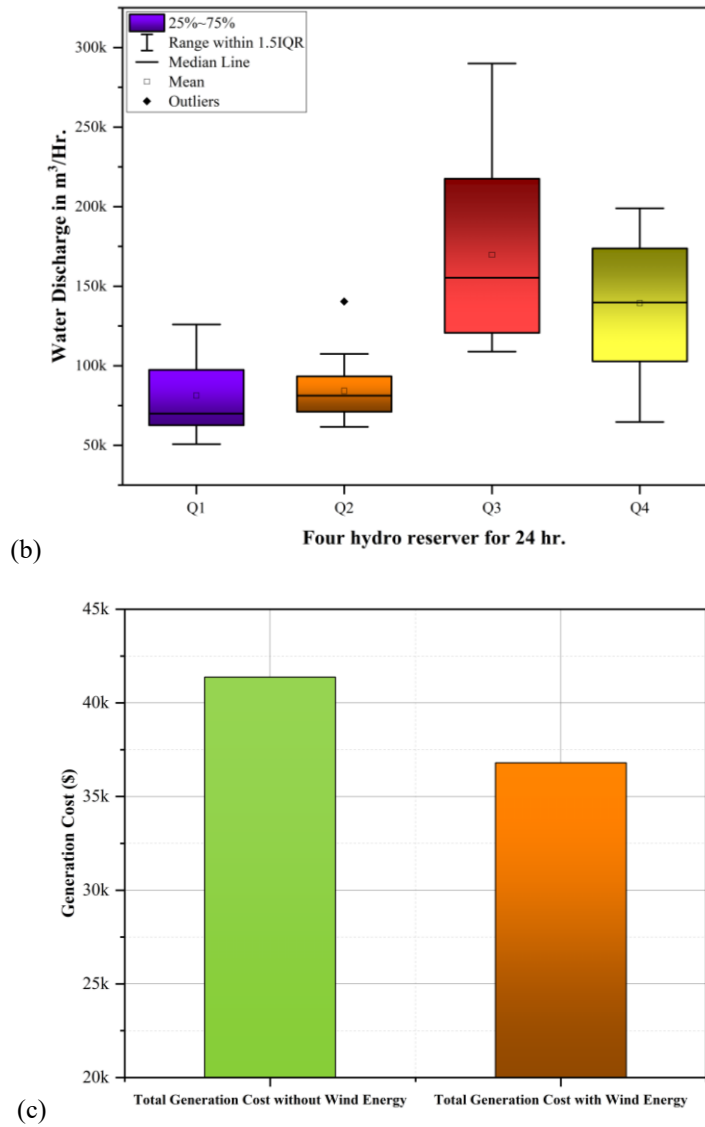 25%~75%
Range within 1.5IQR
Median Line
Mean
Outliers
300k
250k
200k
150k
100k
50k
Water Discharge in m³/Hr.
Q1 Q2 Q3 Q4
Four hydro reserver for 24 hr.
(b)
45k
40k
35k
30k
25k
20k
Generation Cost ($)
Total Generation Cost without Wind Energy Total Generation Cost with Wind Energy
(c)